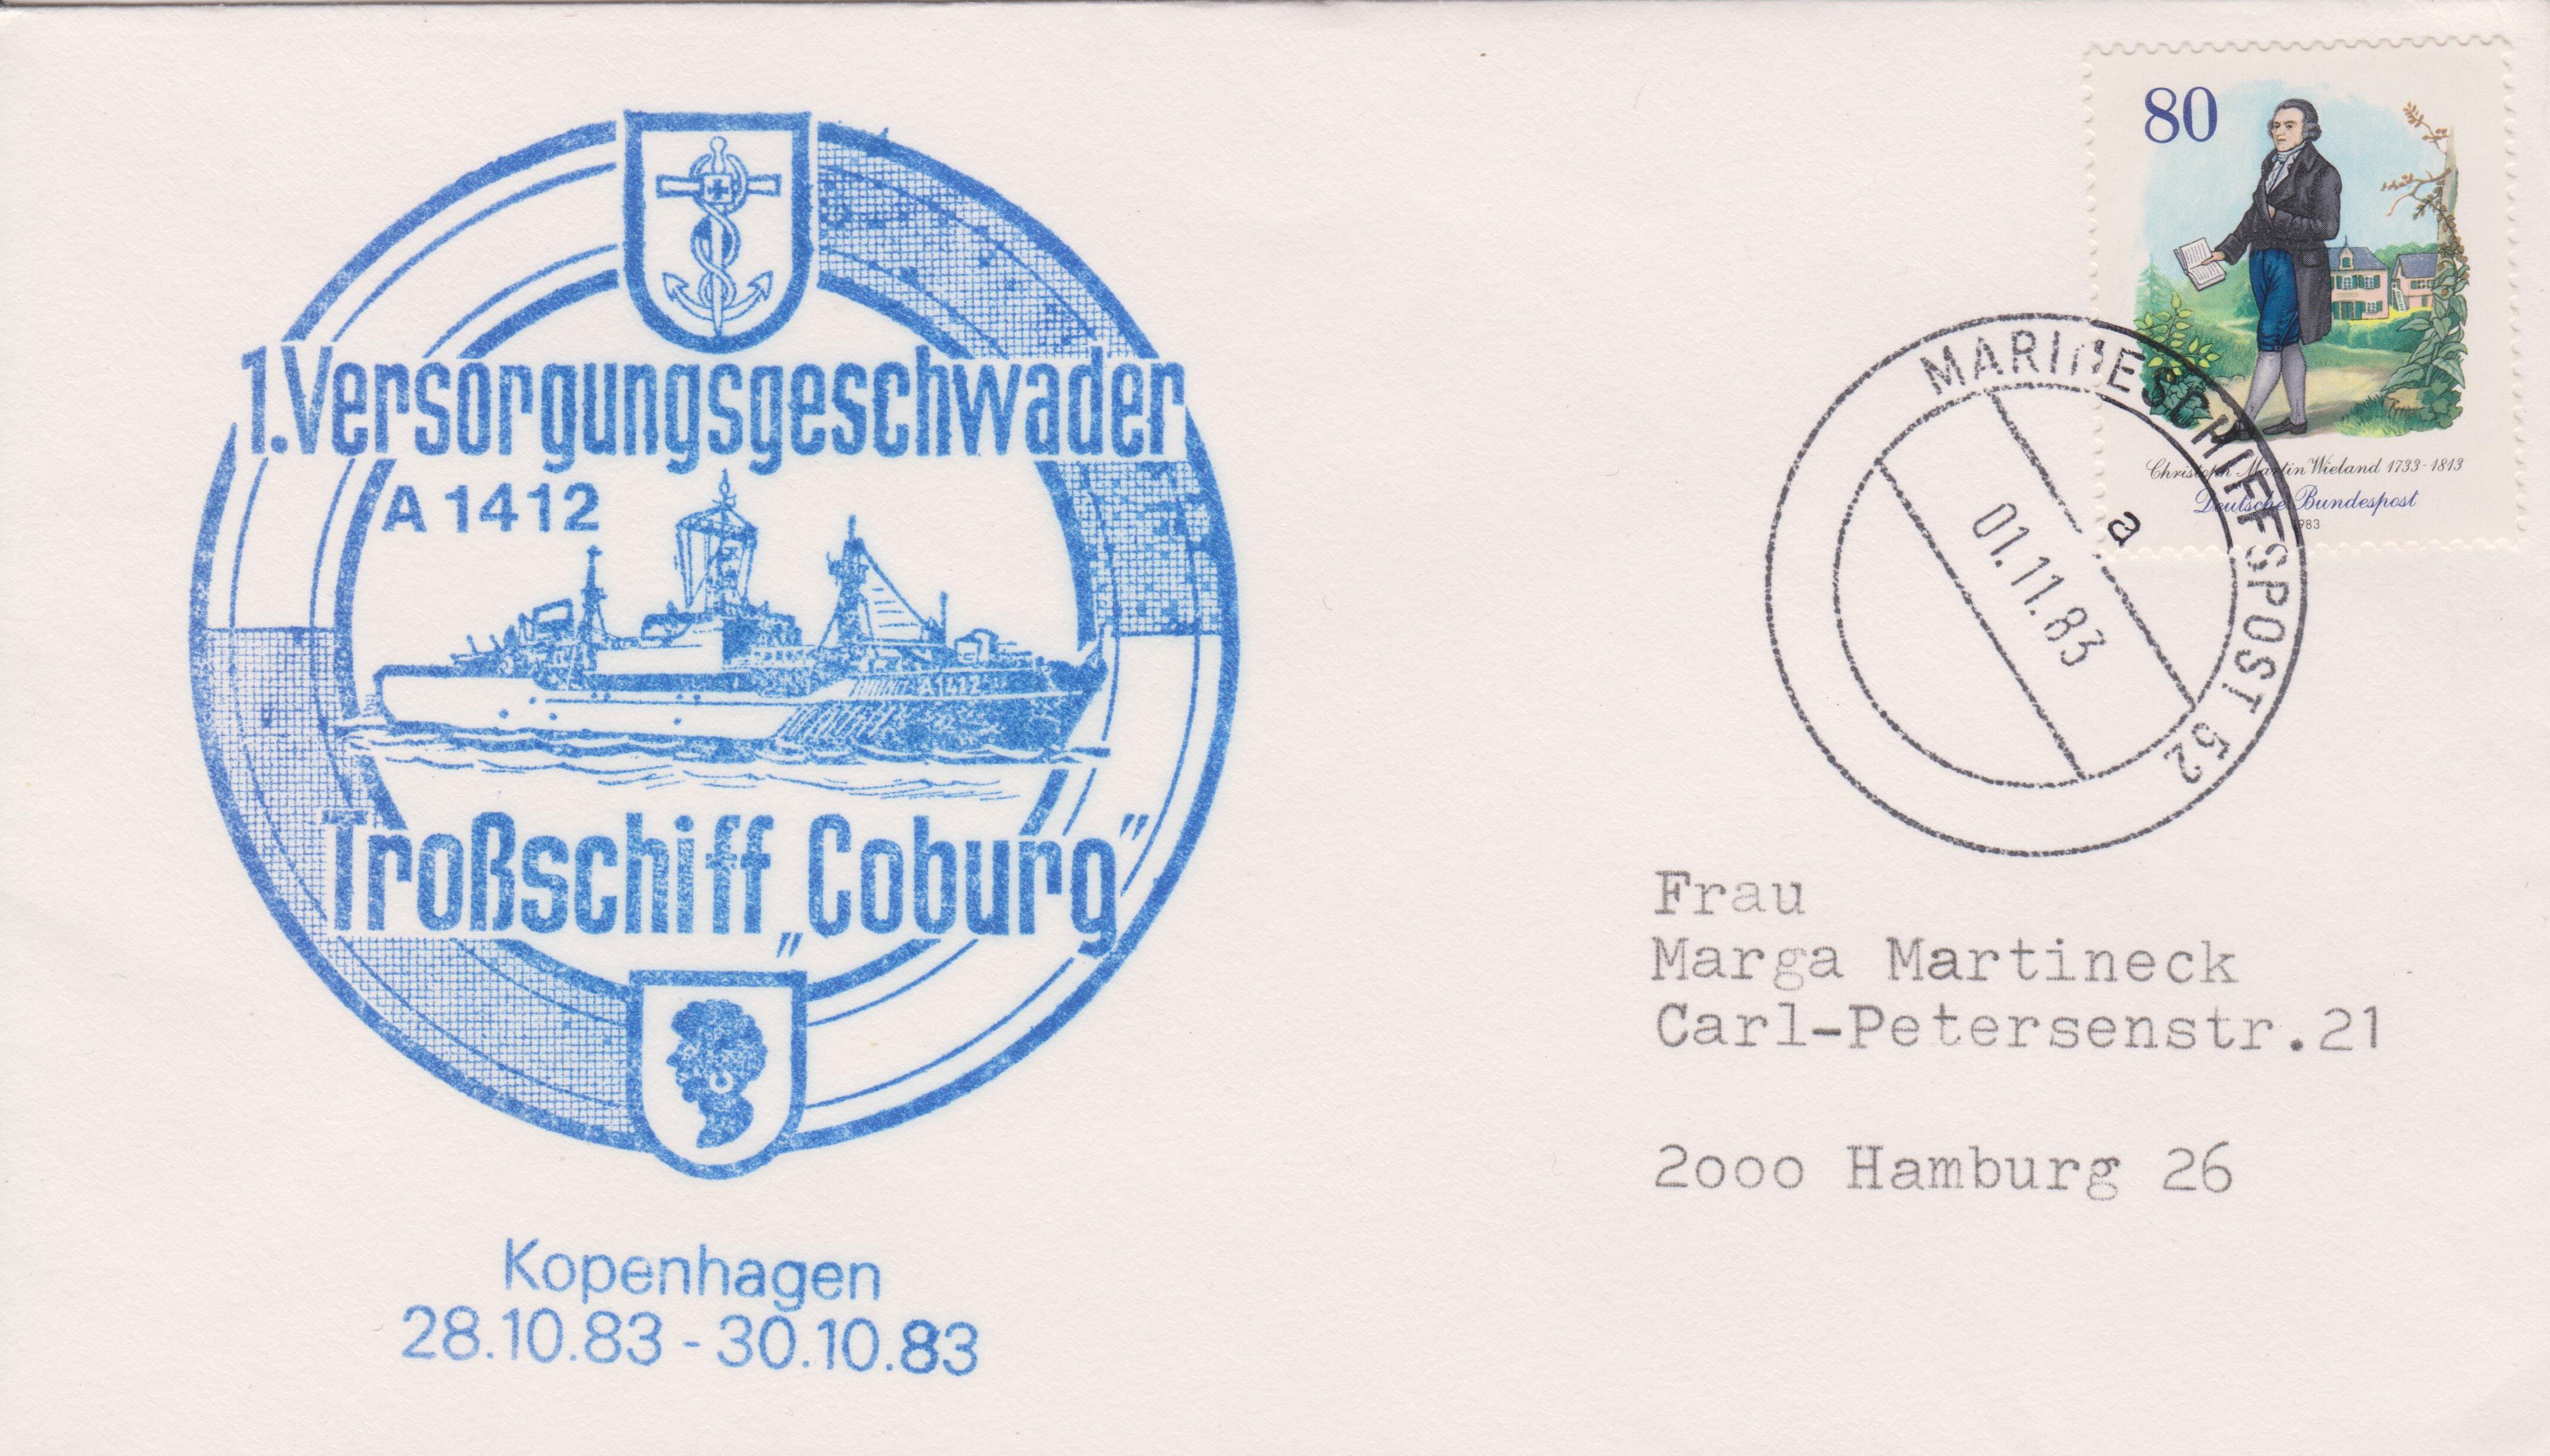 1. Versorgungsgeschwader
A 1412
A1412
Troßschiff „Coburg"
Kopenhagen
28.10.83 - 30.10.83
80
Christoph Martin Wieland 1733-1813
Deutsche Bundespost
1983
MARINESCHIFFSPOST 52
a
01.11.83
Frau
Marga Martineck
Carl-Petersenstr.21
2000 Hamburg 26